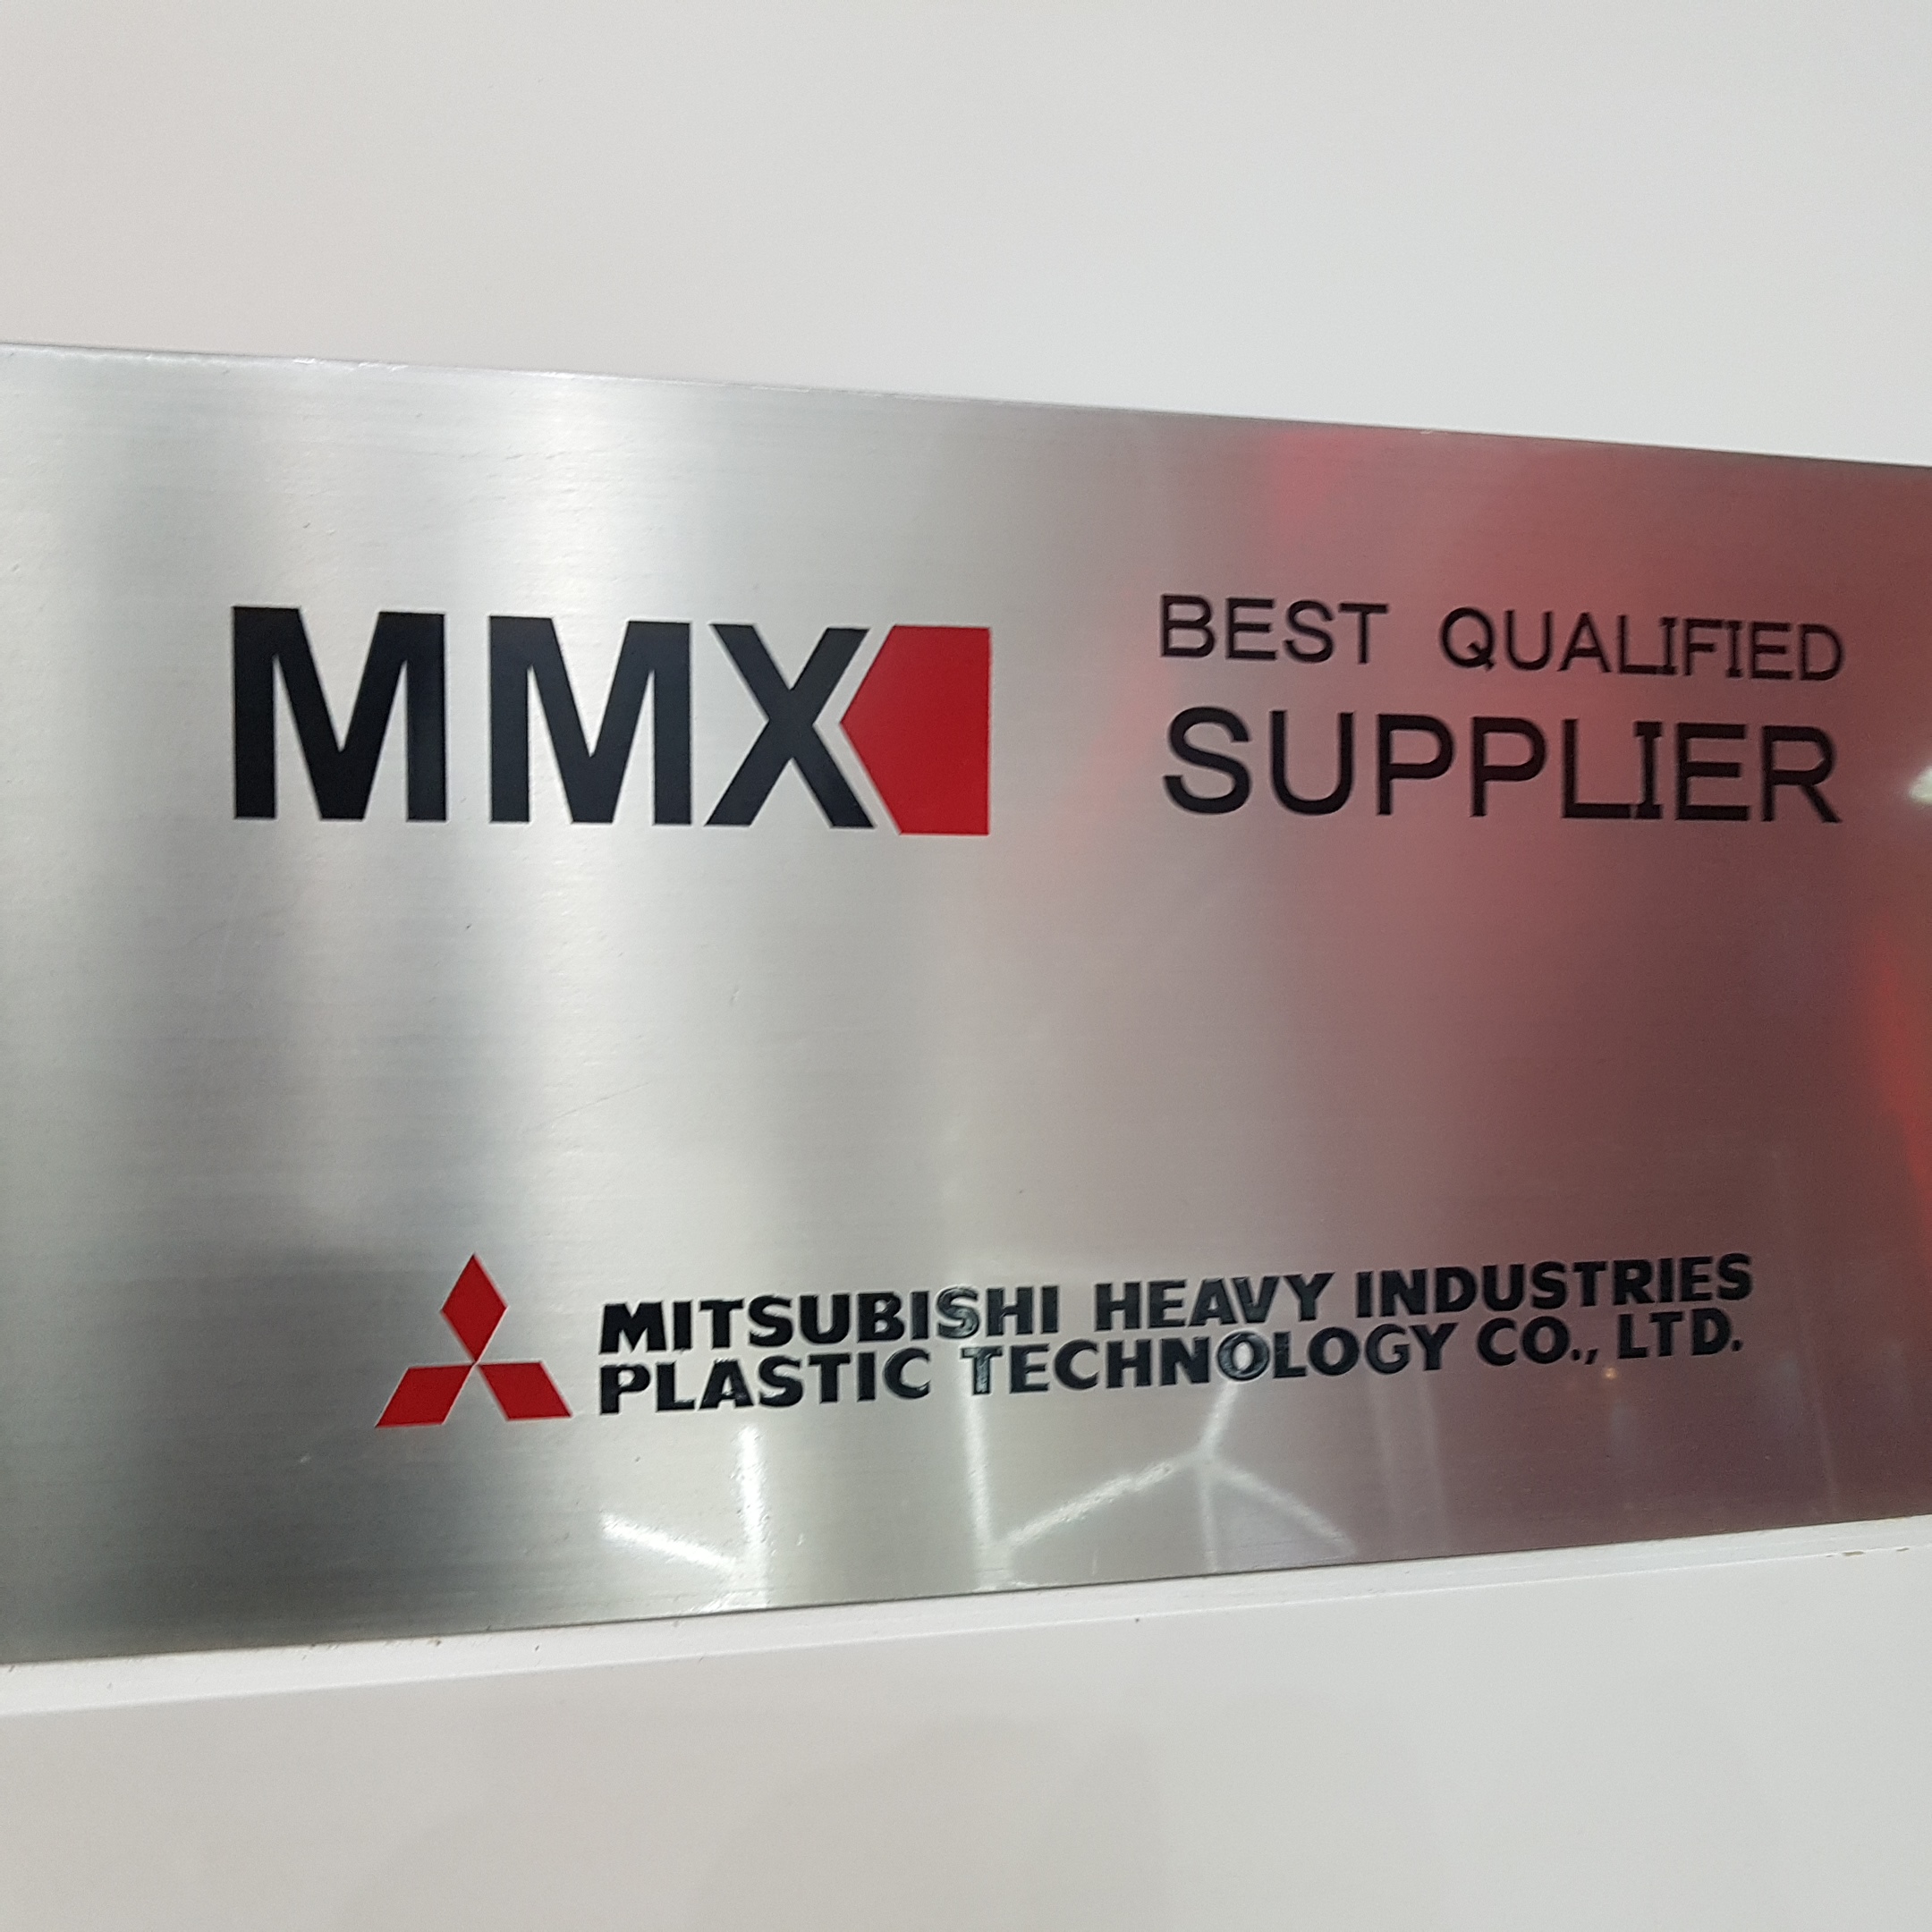 MMX
BEST QUALIFIED
SUPPLIER
MITSUBISHI HEAVY INDUSTRIES
PLASTIC TECHNOLOGY CO., LTD.